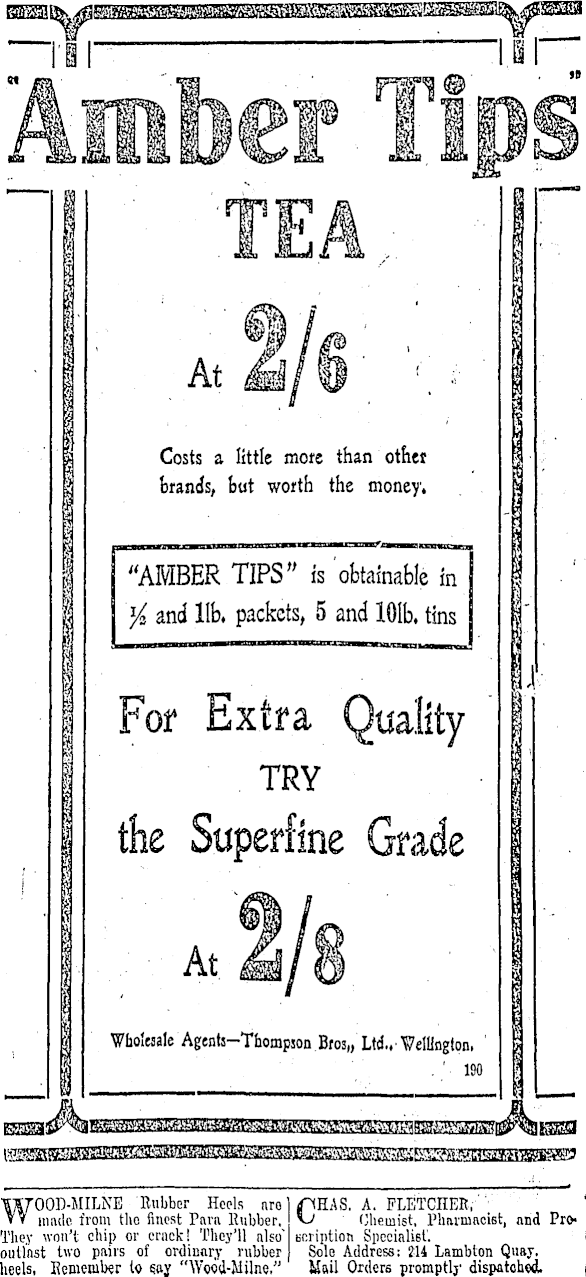 "Amber Tips"
TEA
At 2/6
Costs a little more than other
brands, but worth the money.
"AMBER TIPS" is obtainable in
½ and 1lb. packets, 5 and 10lb. tins
For Extra Quality
TRY
the Superfine Grade
At 2/8
Wholesale Agents—Thompson Bros., Ltd., Wellington.
190
WOOD-MILNE Rubber Heels are
made from the finest Para Rubber.
They won't chip or crack! They'll also
outlast two pairs of ordinary rubber
heels. Remember to say "Wood-Milne."
CHAS. A. FLETCHER,
Chemist, Pharmacist, and Pre-
scription Specialist.
Sole Address: 214 Lambton Quay.
Mail Orders promptly dispatched.